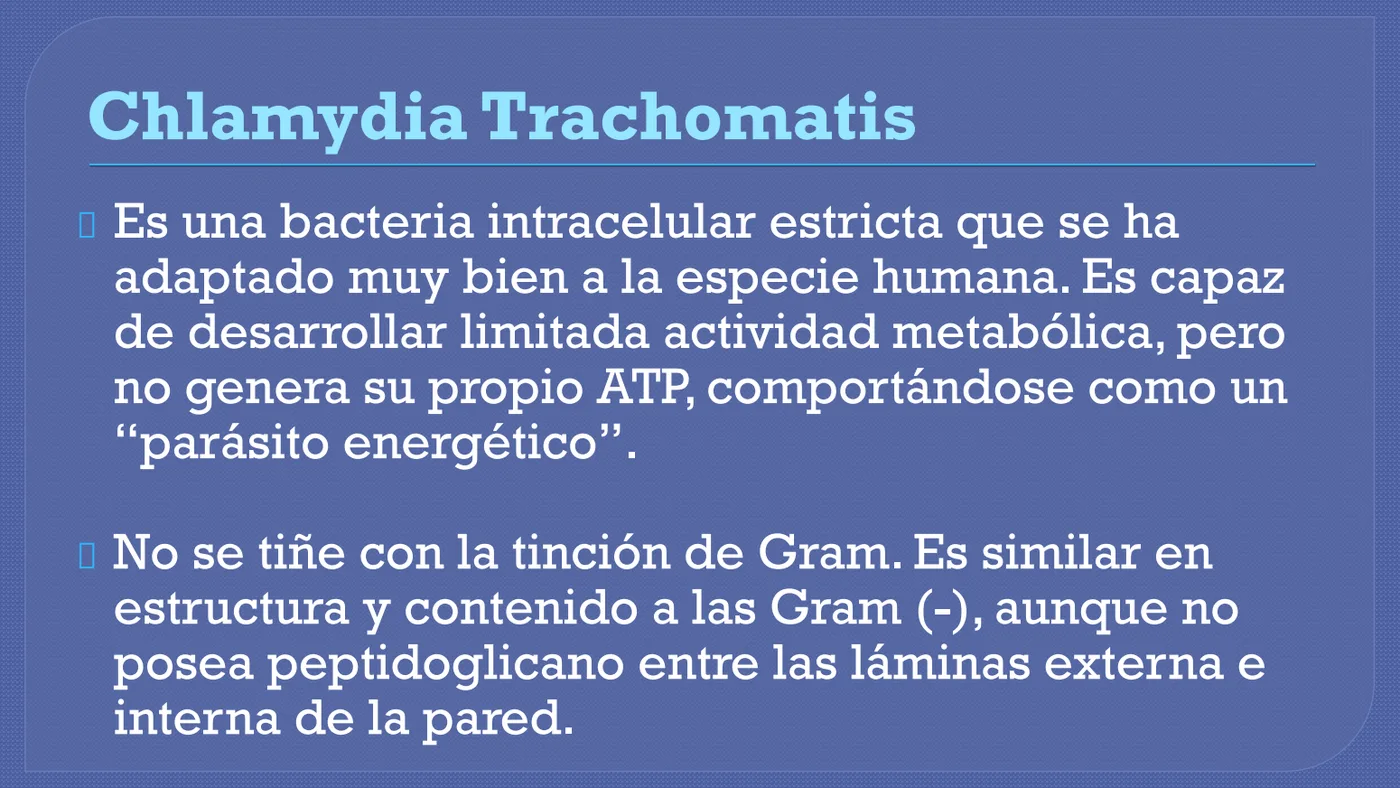 Chlamydia Trachomatis
Es una bacteria intracelular estricta que se ha
adaptado muy bien a la especie humana. Es capaz
de desarrollar limitada actividad metabólica, pero
no genera su propio ATP, comportándose como un
“parásito energético”.
No se tiñe con la tinción de Gram. Es similar en
estructura y contenido a las Gram (-), aunque no
posea peptidoglicano entre las láminas externa e
interna de la pared.